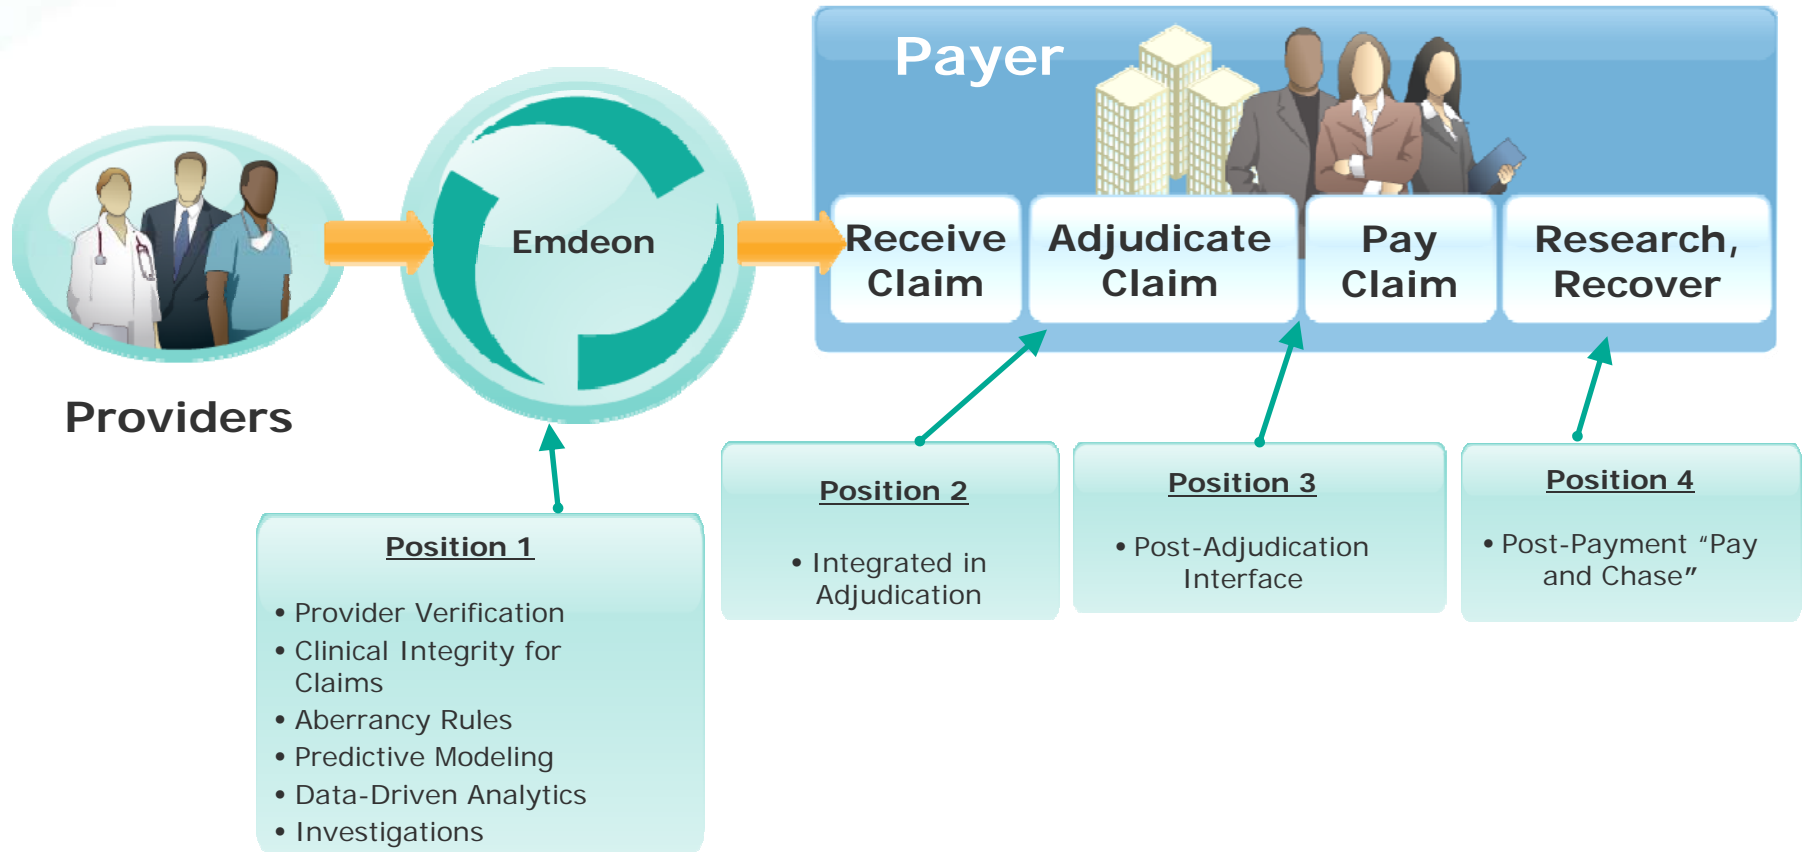 Payer
Emdeon
Receive
Claim
Adjudicate
Claim
Pay
Claim
Research,
Recover
Providers
Position 1
• Provider Verification
• Clinical Integrity for
Claims
• Aberrancy Rules
• Predictive Modeling
• Data-Driven Analytics
• Investigations
Position 2
• Integrated in
Adjudication
Position 3
• Post-Adjudication
Interface
Position 4
• Post-Payment “Pay
and Chase”